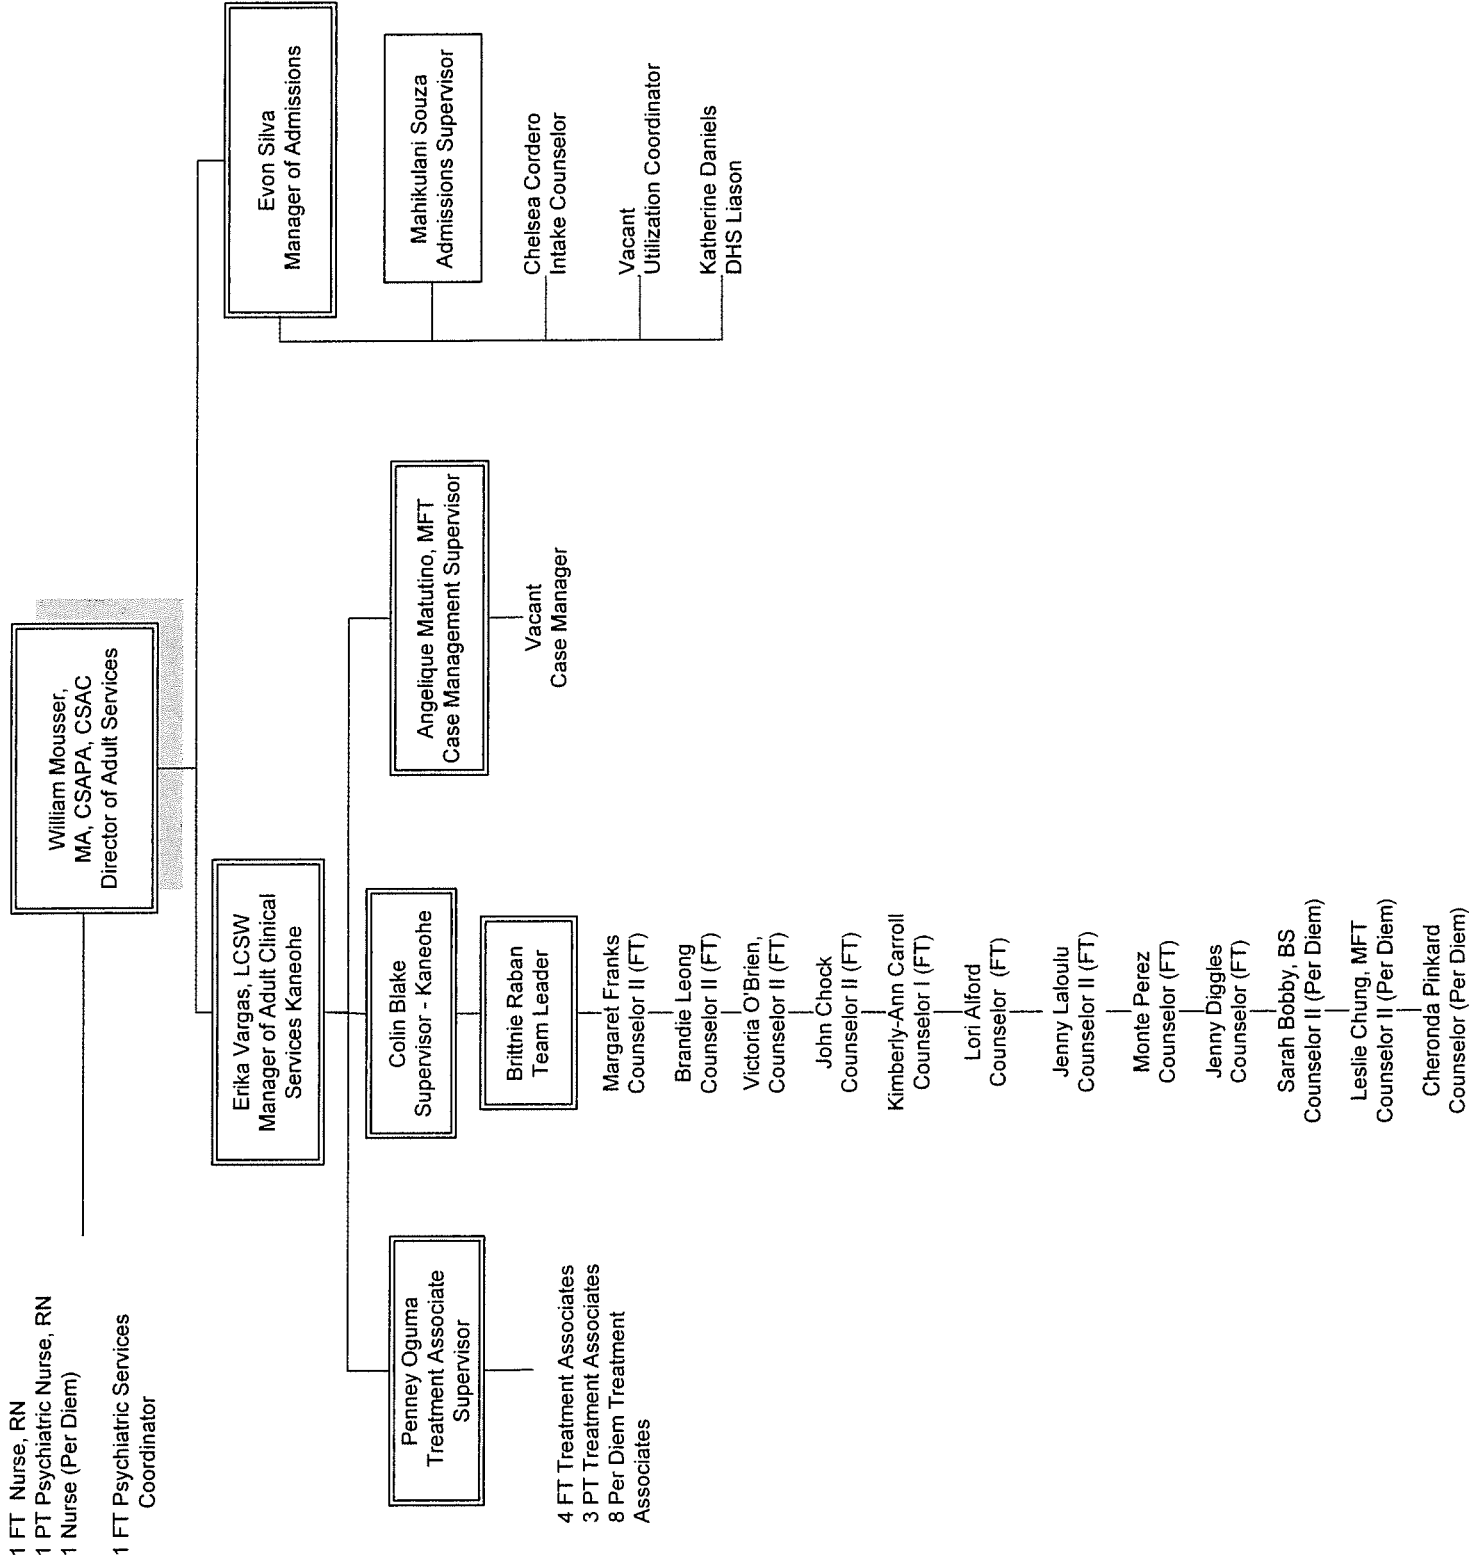 1 FT  Nurse, RN
1 PT Psychiatric Nurse, RN
1 Nurse (Per Diem)
1 FT Psychiatric Services
Coordinator
William Mousser,
MA, CSAPA, CSAC
Director of Adult Services
Erika Vargas, LCSW
Manager of Adult Clinical
Services Kaneohe
Evon Silva
Manager of Admissions
Penney Oguma
Treatment Associate
Supervisor
4 FT Treatment Associates
3 PT Treatment Associates
8 Per Diem Treatment
Associates
Colin Blake
Supervisor - Kaneohe
Brittnie Raban
Team Leader
Margaret Franks
Counselor II (FT)
Brandie Leong
Counselor II (FT)
Victoria O'Brien,
Counselor II (FT)
John Chock
Counselor II (FT)
Kimberly-Ann Carroll
Counselor I (FT)
Lori Alford
Counselor  (FT)
Jenny Laloulu
Counselor II (FT)
Monte Perez
Counselor (FT)
Jenny Diggles
Counselor (FT)
Sarah Bobby, BS
Counselor II (Per Diem)
Leslie Chung, MFT
Counselor II (Per Diem)
Cheronda Pinkard
Counselor (Per Diem)
Angelique Matutino, MFT
Case Management Supervisor
Vacant
Case Manager
Mahikulani Souza
Admissions Supervisor
Chelsea Cordero
Intake Counselor
Vacant
Utilization Coordinator
Katherine Daniels
DHS Liason